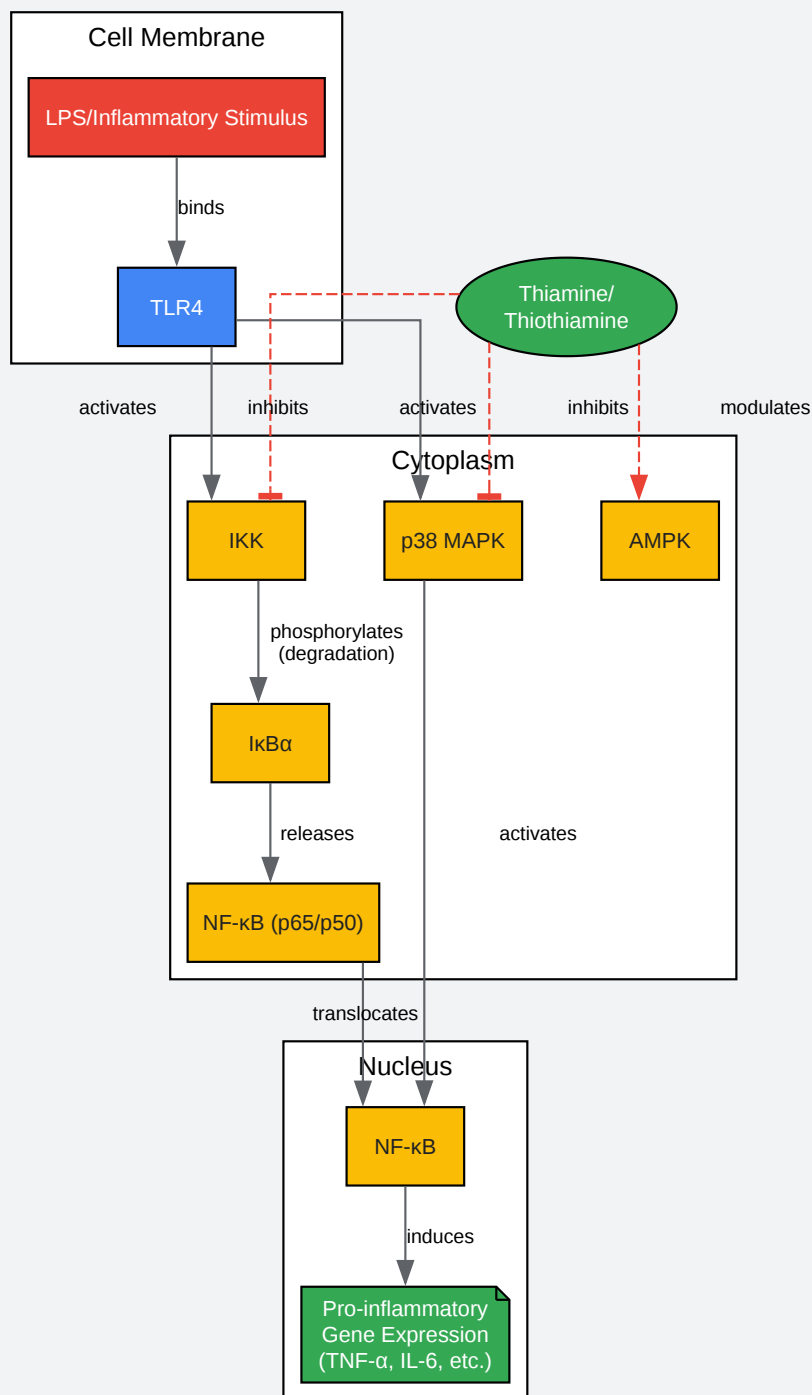 Cell Membrane
LPS/Inflammatory Stimulus
binds
TLR4
Thiamine/
Thiothiamine
activates
inhibits
activates
inhibits
modulates
Cytoplasm
IKK
p38 MAPK
AMPK
phosphorylates
(degradation)
IκBα
releases
activates
NF-κB (p65/p50)
translocates
Nucleus
NF-κB
induces
Pro-inflammatory
Gene Expression
(TNF-α, IL-6, etc.)